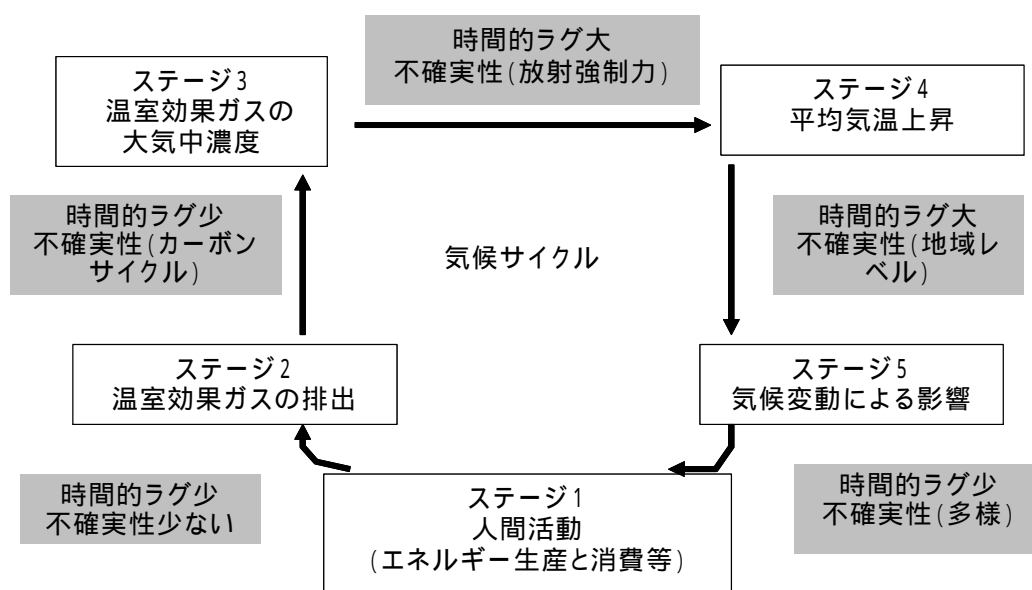 時間的ラグ大
不確実性(放射強制力)
ステージ3
温室効果ガスの
大気中濃度
ステージ4
平均気温上昇
時間的ラグ少
不確実性(カーボン
サイクル)
気候サイクル
時間的ラグ大
不確実性(地域レ
ベル)
ステージ2
温室効果ガスの排出
ステージ5
気候変動による影響
時間的ラグ少
不確実性少ない
ステージ1
人間活動
(エネルギー生産と消費等)
時間的ラグ少
不確実性(多様)